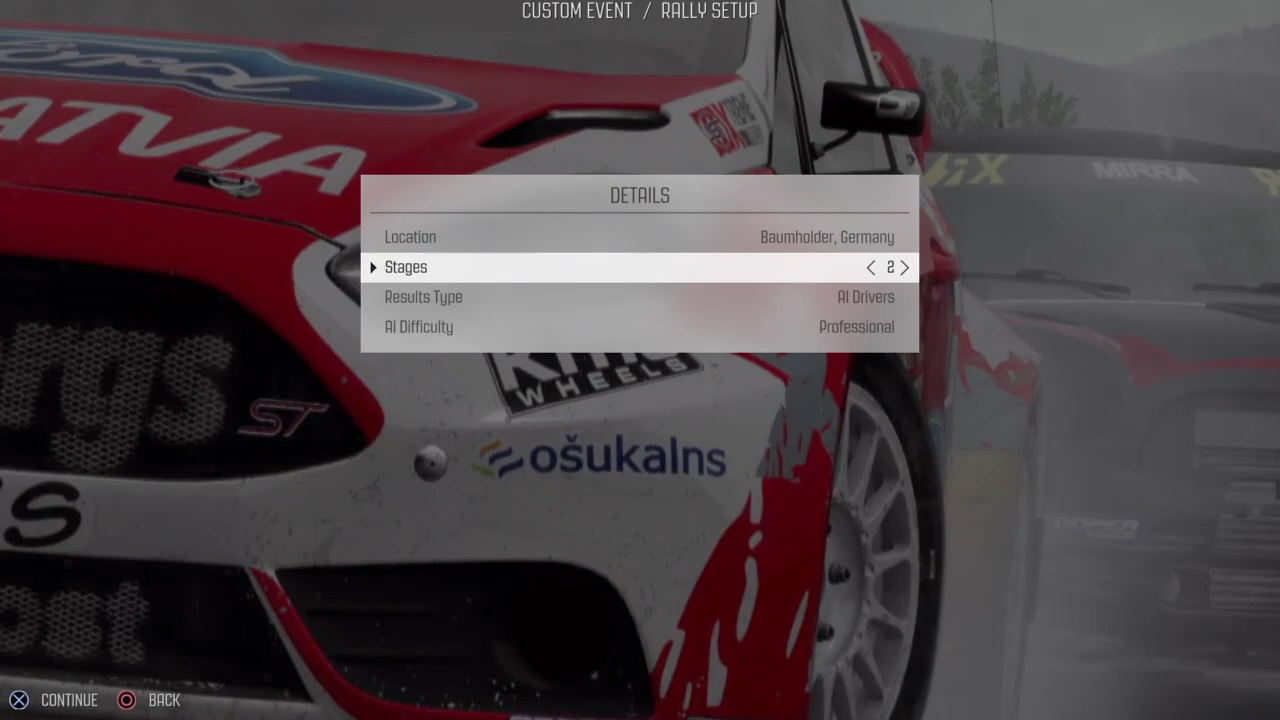 CUSTOM EVENT / RALLY SETUP
Ford
LATVIA
MIRRA
DETAILS
Location Baumholder, Germany
Stages < 2 >
Results Type AI Drivers
AI Difficulty Professional
WHEELS
ST
ošukalns
CONTINUE BACK